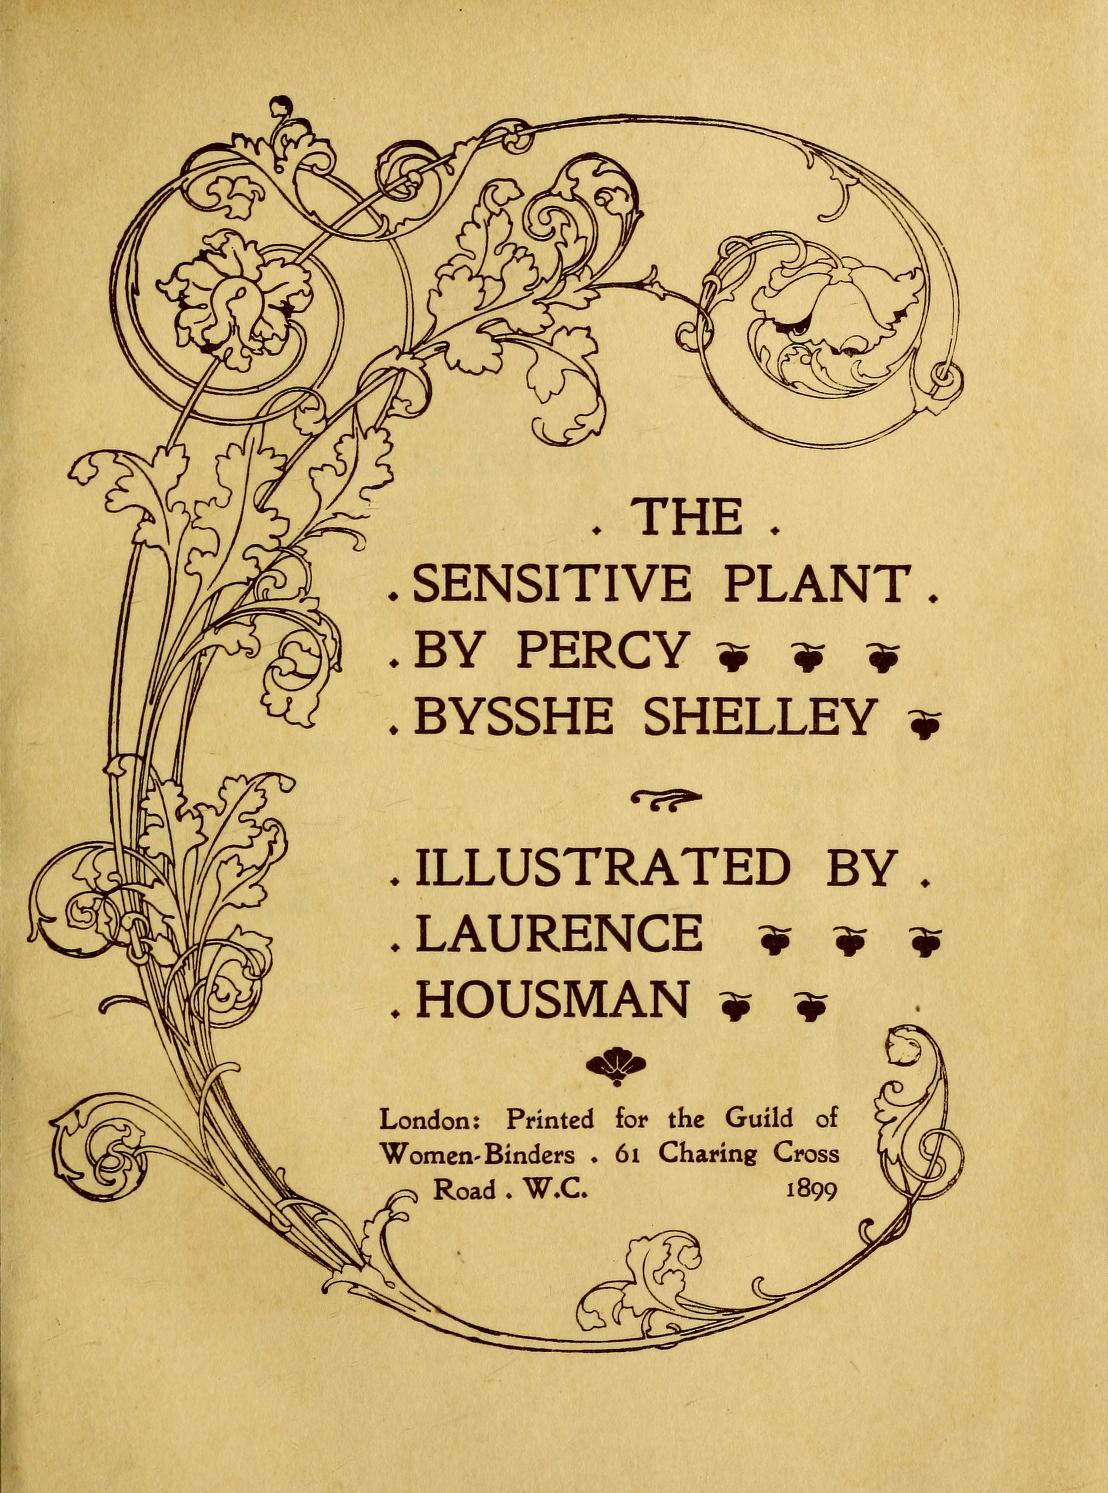 . THE .
. SENSITIVE PLANT .
. BY PERCY
. BYSSHE SHELLEY
. ILLUSTRATED BY .
. LAURENCE
. HOUSMAN
London: Printed for the Guild of
Women-Binders . 61 Charing Cross
Road . W.C. 1899